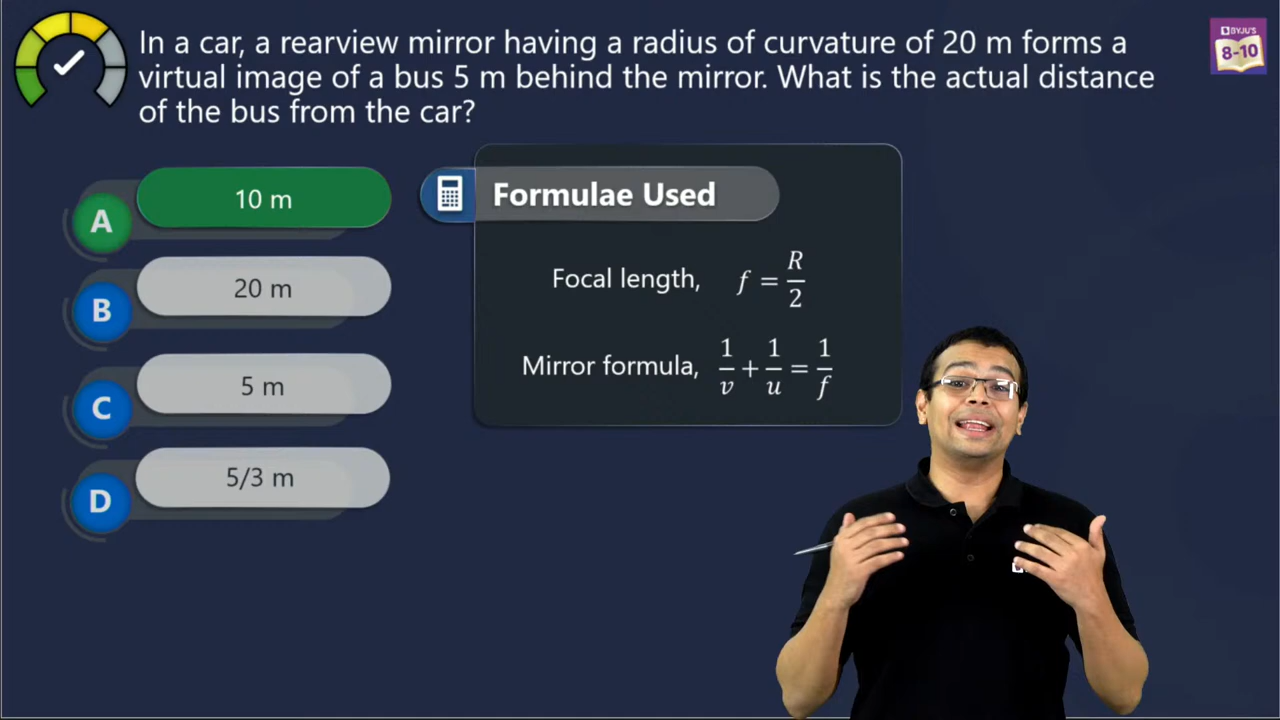 In a car, a rearview mirror having a radius of curvature of 20 m forms a
virtual image of a bus 5 m behind the mirror. What is the actual distance
of the bus from the car?
BYJU'S
8-10
A
10 m
B
20 m
C
5 m
D
5/3 m
Formulae Used
Focal length, f = R/2
Mirror formula, 1/v + 1/u = 1/f